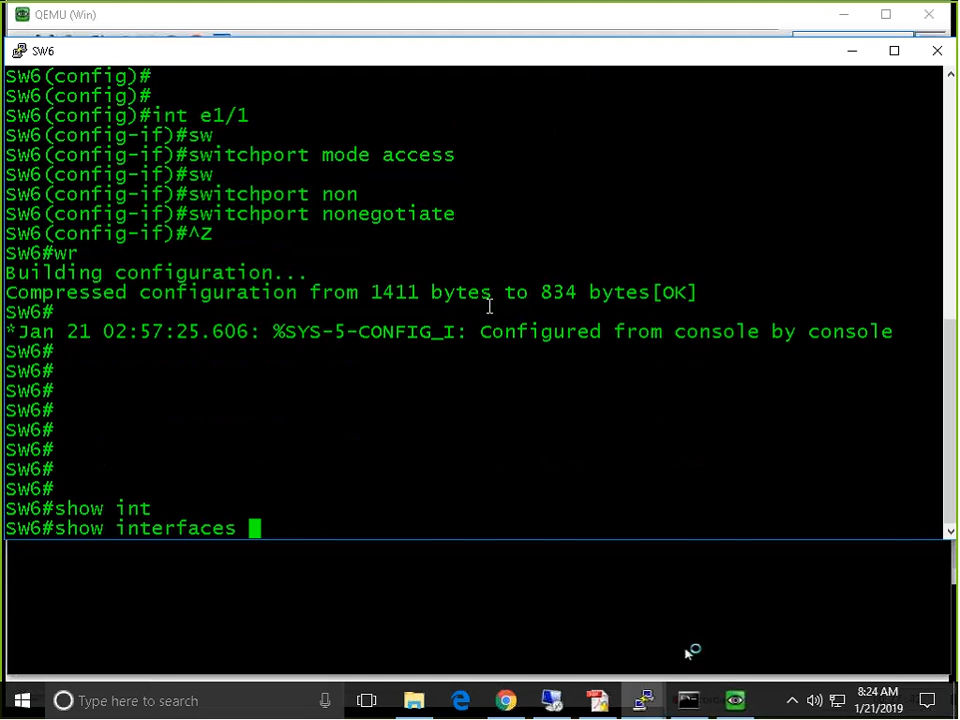 QEMU (Win)
SW6
SW6(config)#
SW6(config)#
SW6(config)#int e1/1
SW6(config-if)#sw
SW6(config-if)#switchport mode access
SW6(config-if)#sw
SW6(config-if)#switchport non
SW6(config-if)#switchport nonegotiate
SW6(config-if)#^Z
SW6#wr
Building configuration...
Compressed configuration from 1411 bytes to 834 bytes[OK]
SW6#
*Jan 21 02:57:25.606: %SYS-5-CONFIG_I: Configured from console by console
SW6#
SW6#
SW6#
SW6#
SW6#
SW6#
SW6#
SW6#
SW6#show int
SW6#show interfaces
Type here to search
8:24 AM
1/21/2019